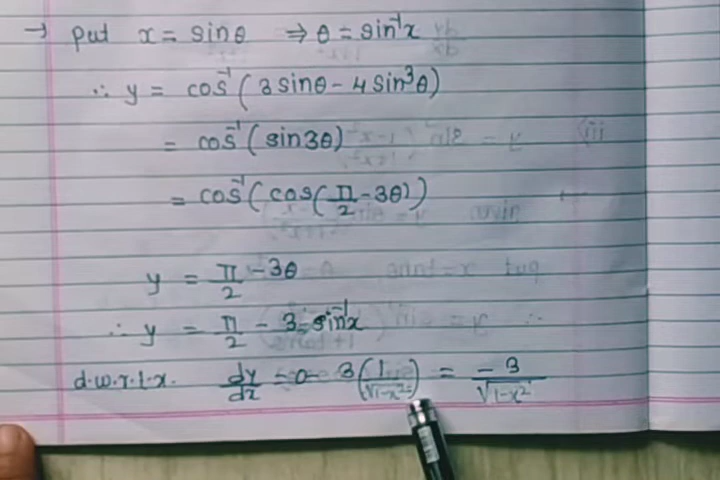 → put x = sinθ ⇒ θ = sin⁻¹x
∴ y = cos⁻¹(3sinθ - 4sin³θ)
= cos⁻¹(sin3θ)
= cos⁻¹(cos(π/2 - 3θ))
y = π/2 - 3θ
∴ y = π/2 - 3 sin⁻¹x
d.w.r.t.x. dy/dx = 0 - 3(1/√1-x²) = -3/√1-x²